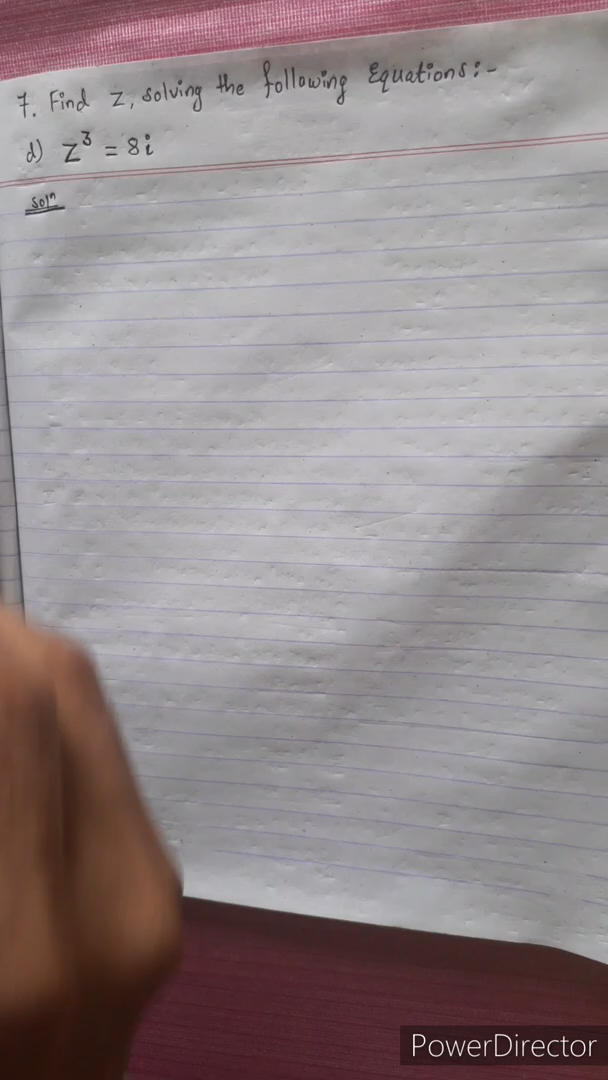 7. Find z, solving the following Equations:-
d) z³ = 8i
Solⁿ
PowerDirector